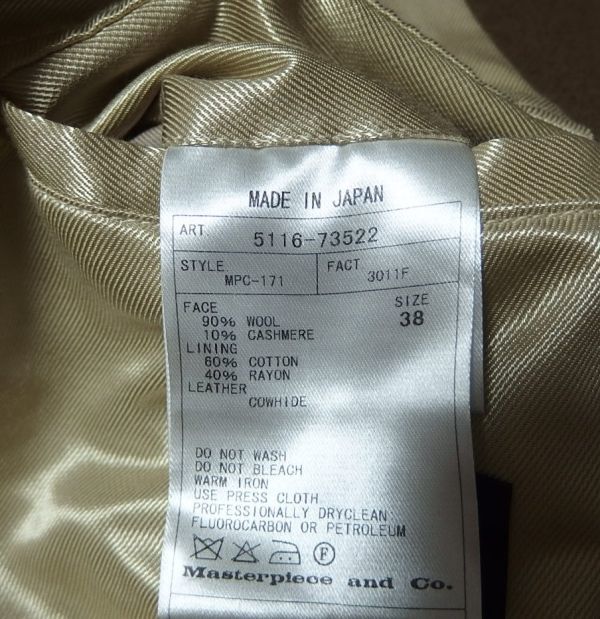 MADE IN JAPAN
ART 5116-73522
STYLE MPC-171 FACT 3011F
FACE SIZE
90% WOOL 38
10% CASHMERE
LINING
60% COTTON
40% RAYON
LEATHER
COWHIDE
DO NOT WASH
DO NOT BLEACH
WARM IRON
USE PRESS CLOTH
PROFESSIONALLY DRYCLEAN
FLUOROCARBON OR PETROLEUM
F
Masterpiece and Co.